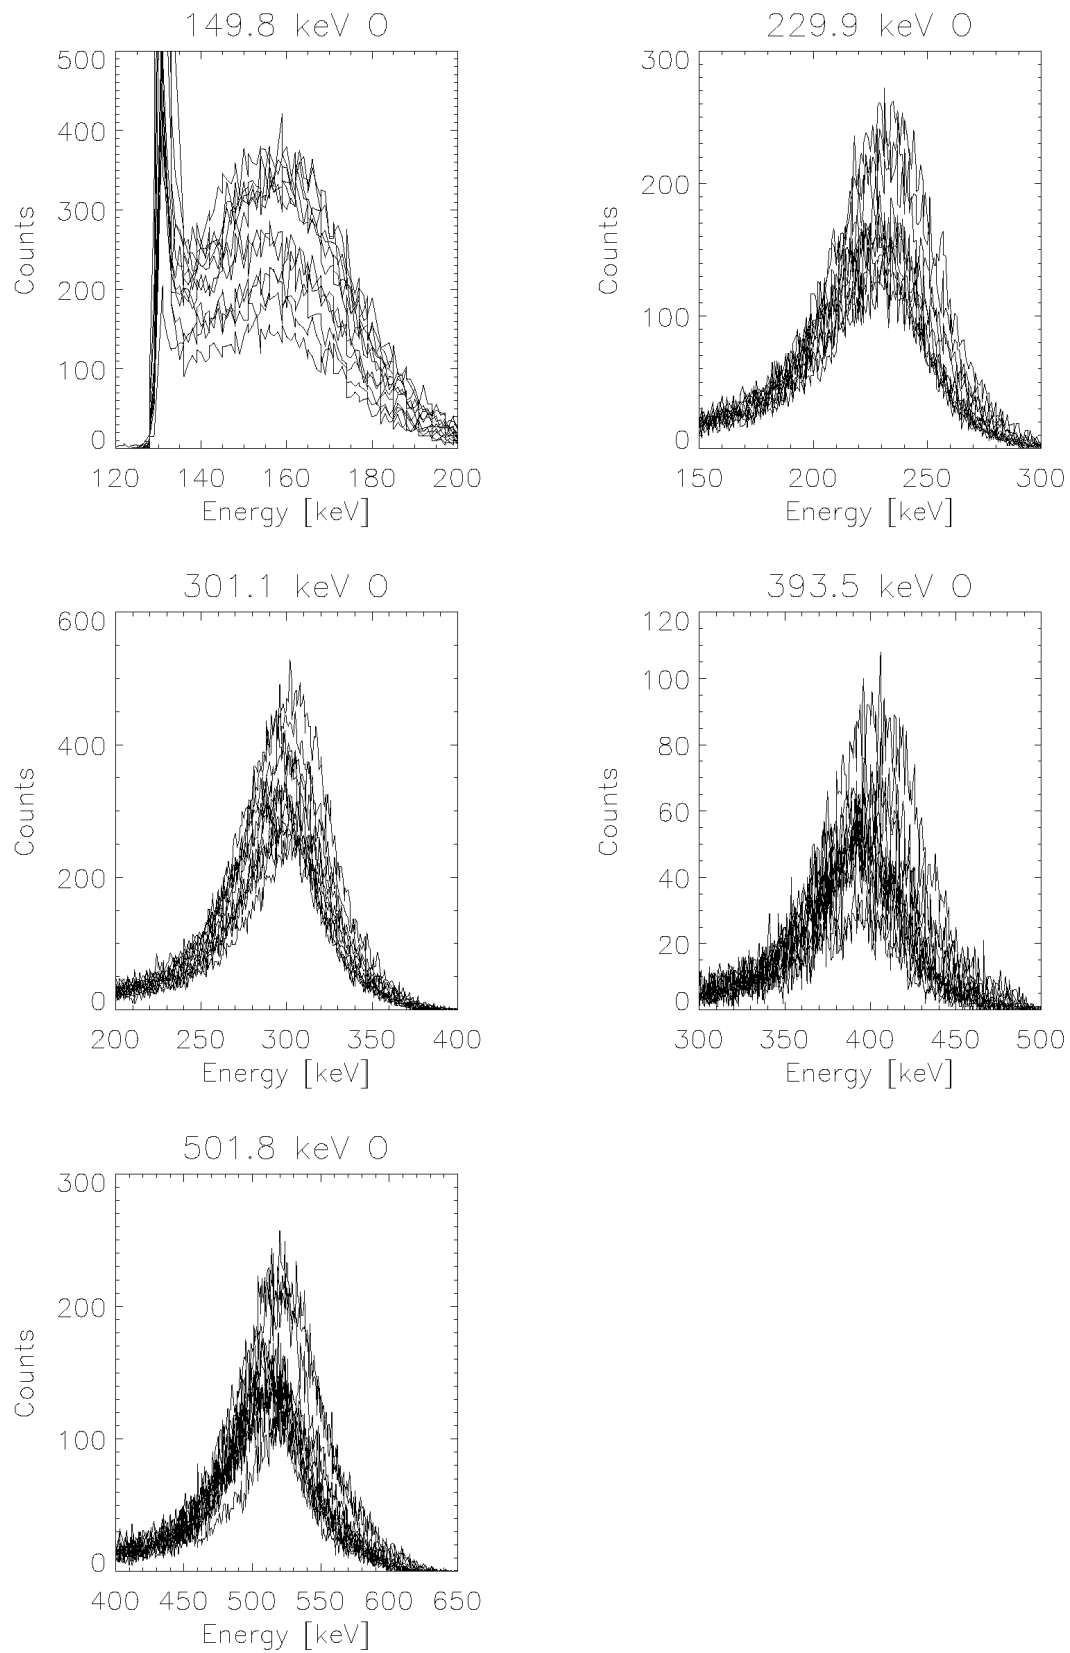 149.8 keV O
500
400
300
200
100
0
Counts
120 140 160 180 200
Energy [keV]
229.9 keV O
300
200
100
0
Counts
150 200 250 300
Energy [keV]
301.1 keV O
600
400
200
0
Counts
200 250 300 350 400
Energy [keV]
393.5 keV O
120
100
80
60
40
20
0
Counts
300 350 400 450 500
Energy [keV]
501.8 keV O
300
200
100
0
Counts
400 450 500 550 600 650
Energy [keV]